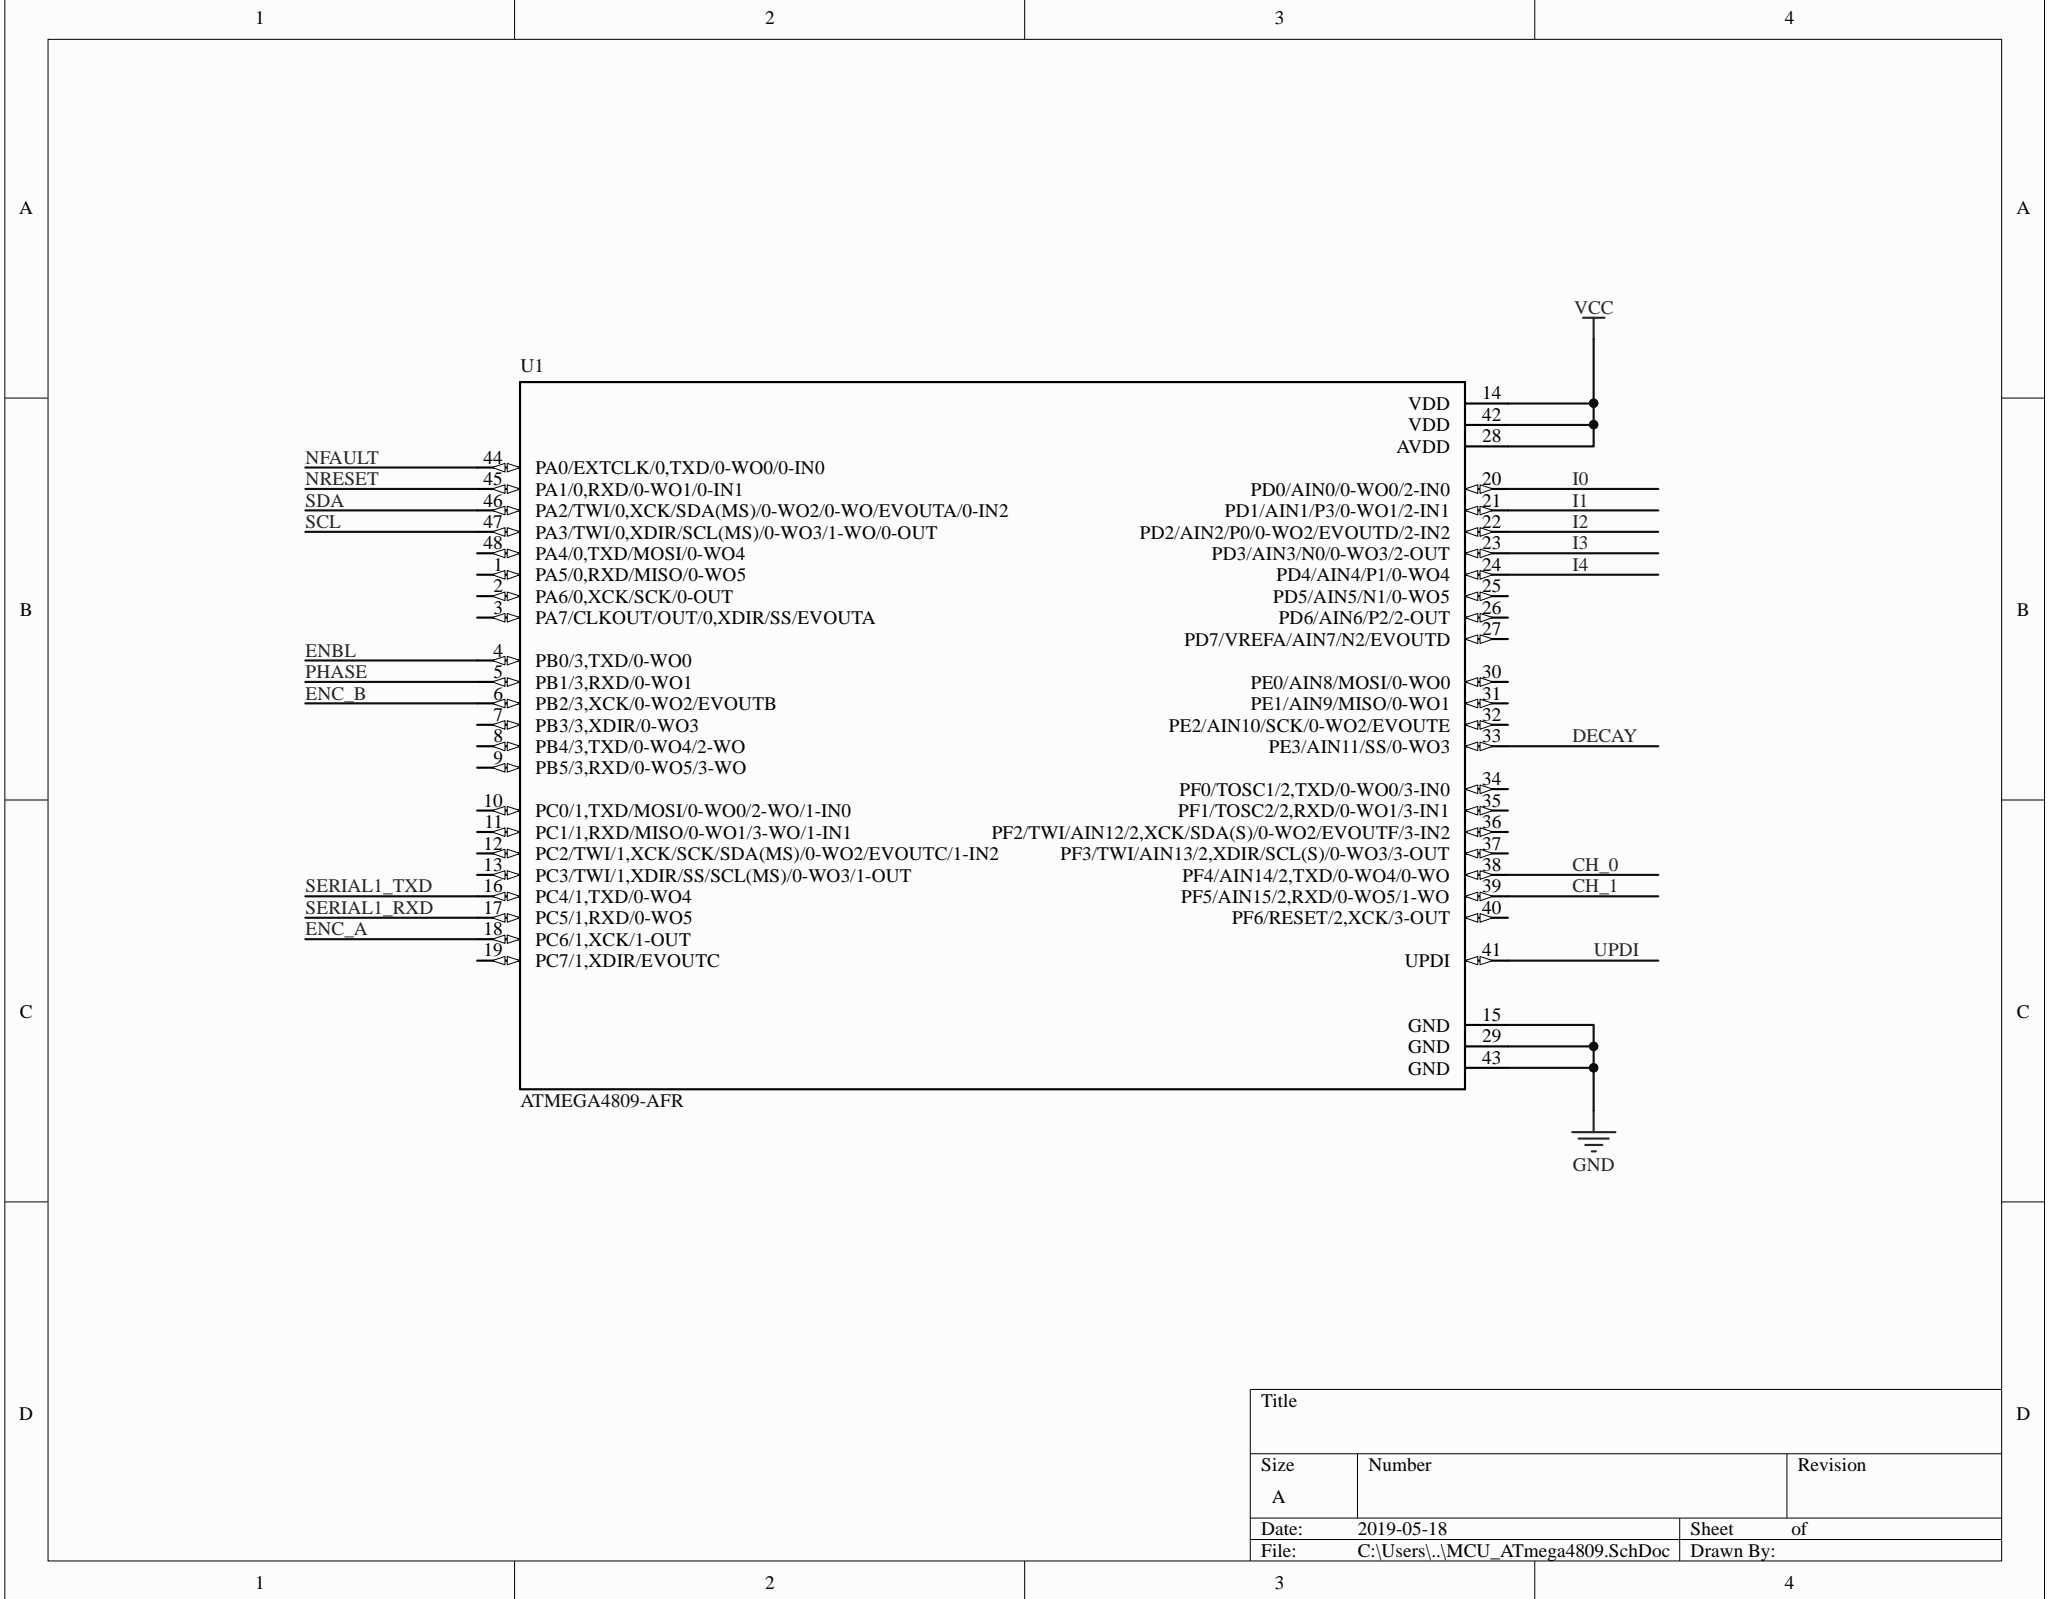 1 2 3 4
A A
VCC
U1
VDD 14
VDD 42
AVDD 28
B B
NFAULT 44 PA0/EXTCLK/0,TXD/0-WO0/0-IN0
NRESET 45 PA1/0,RXD/0-WO1/0-IN1
SDA 46 PA2/TWI/0,XCK/SDA(MS)/0-WO2/0-WO/EVOUTA/0-IN2
SCL 47 PA3/TWI/0,XDIR/SCL(MS)/0-WO3/1-WO/0-OUT
48 PA4/0,TXD/MOSI/0-WO4
1 PA5/0,RXD/MISO/0-WO5
2 PA6/0,XCK/SCK/0-OUT
3 PA7/CLKOUT/OUT/0,XDIR/SS/EVOUTA
ENBL 4 PB0/3,TXD/0-WO0
PHASE 5 PB1/3,RXD/0-WO1
ENC_B 6 PB2/3,XCK/0-WO2/EVOUTB
7 PB3/3,XDIR/0-WO3
8 PB4/3,TXD/0-WO4/2-WO
9 PB5/3,RXD/0-WO5/3-WO
10 PC0/1,TXD/MOSI/0-WO0/2-WO/1-IN0
11 PC1/1,RXD/MISO/0-WO1/3-WO/1-IN1
12 PC2/TWI/1,XCK/SCK/SDA(MS)/0-WO2/EVOUTC/1-IN2
13 PC3/TWI/1,XDIR/SS/SCL(MS)/0-WO3/1-OUT
SERIAL1_TXD 16 PC4/1,TXD/0-WO4
SERIAL1_RXD 17 PC5/1,RXD/0-WO5
ENC_A 18 PC6/1,XCK/1-OUT
19 PC7/1,XDIR/EVOUTC
PD0/AIN0/0-WO0/2-IN0 20 I0
PD1/AIN1/P3/0-WO1/2-IN1 21 I1
PD2/AIN2/P0/0-WO2/EVOUTD/2-IN2 22 I2
PD3/AIN3/N0/0-WO3/2-OUT 23 I3
PD4/AIN4/P1/0-WO4 24 I4
PD5/AIN5/N1/0-WO5 25
PD6/AIN6/P2/2-OUT 26
PD7/VREFA/AIN7/N2/EVOUTD 27
PE0/AIN8/MOSI/0-WO0 30
PE1/AIN9/MISO/0-WO1 31
PE2/AIN10/SCK/0-WO2/EVOUTE 32
PE3/AIN11/SS/0-WO3 33 DECAY
PF0/TOSC1/2,TXD/0-WO0/3-IN0 34
PF1/TOSC2/2,RXD/0-WO1/3-IN1 35
PF2/TWI/AIN12/2,XCK/SDA(S)/0-WO2/EVOUTF/3-IN2 36
PF3/TWI/AIN13/2,XDIR/SCL(S)/0-WO3/3-OUT 37
PF4/AIN14/2,TXD/0-WO4/0-WO 38 CH_0
PF5/AIN15/2,RXD/0-WO5/1-WO 39 CH_1
PF6/RESET/2,XCK/3-OUT 40
UPDI 41 UPDI
C C
GND 15
GND 29
GND 43
ATMEGA4809-AFR
GND
D D
Title
Size Number Revision
A
Date: 2019-05-18 Sheet of
File: C:\Users\..\MCU_ATmega4809.SchDoc Drawn By:
1 2 3 4